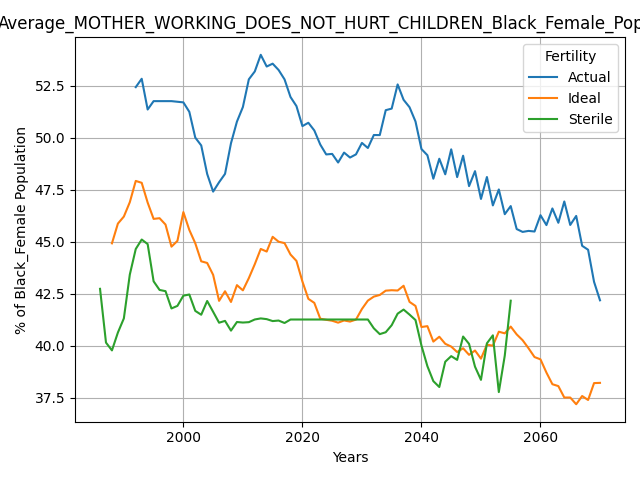 Average_MOTHER_WORKING_DOES_NOT_HURT_CHILDREN_Black_Female_Pop
Fertility
Actual
Ideal
Sterile
% of Black_Female Population
52.5
50.0
47.5
45.0
42.5
40.0
37.5
2000 2020 2040 2060
Years